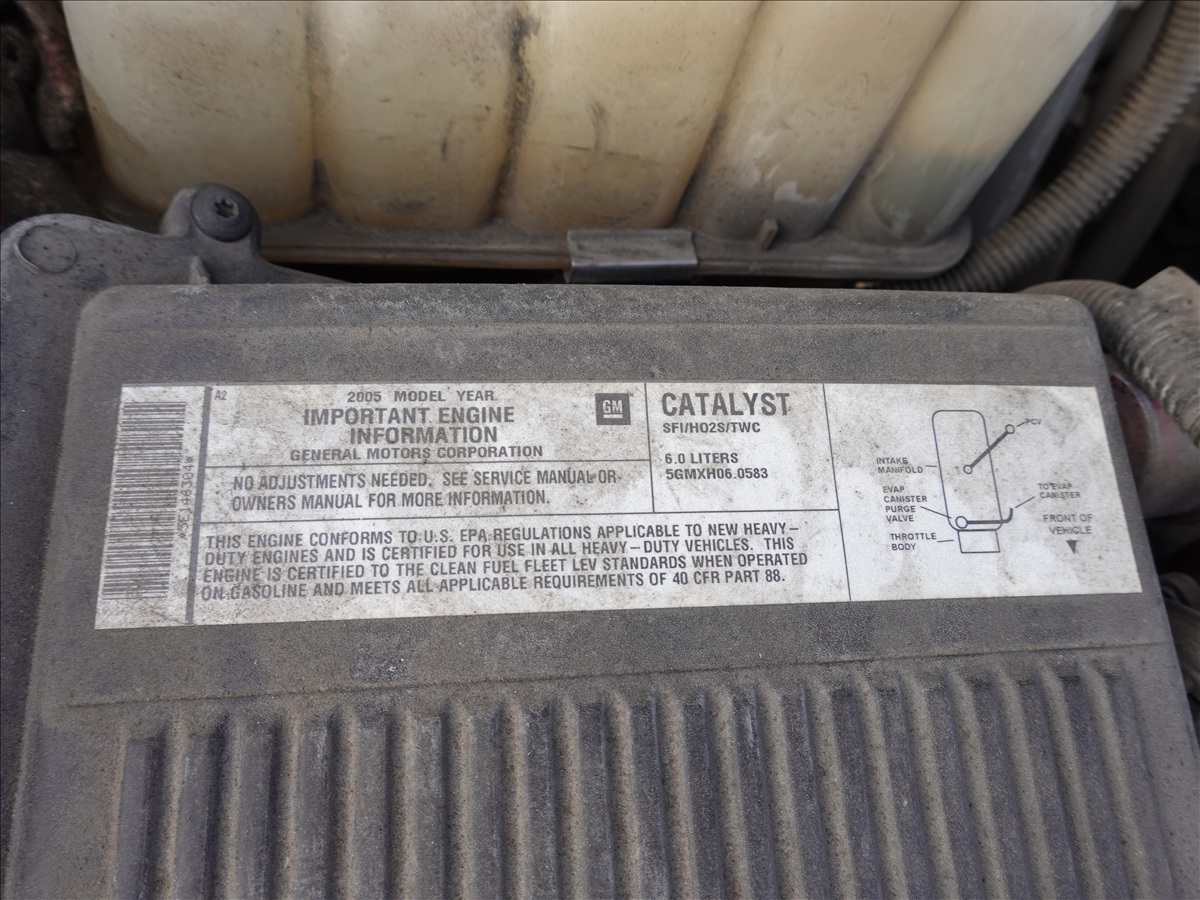 A2
2005 MODEL YEAR
IMPORTANT ENGINE
INFORMATION
GENERAL MOTORS CORPORATION
GM
NO ADJUSTMENTS NEEDED. SEE SERVICE MANUAL OR
OWNERS MANUAL FOR MORE INFORMATION.
CATALYST
SFI/HO2S/TWC
6.0 LITERS
5GMXH06.0583
THIS ENGINE CONFORMS TO U.S. EPA REGULATIONS APPLICABLE TO NEW HEAVY-
DUTY ENGINES AND IS CERTIFIED FOR USE IN ALL HEAVY-DUTY VEHICLES. THIS
ENGINE IS CERTIFIED TO THE CLEAN FUEL FLEET LEV STANDARDS WHEN OPERATED
ON GASOLINE AND MEETS ALL APPLICABLE REQUIREMENTS OF 40 CFR PART 88.
PCV
INTAKE
MANIFOLD
EVAP
CANISTER
PURGE
VALVE
THROTTLE
BODY
TO EVAP
CANISTER
FRONT OF
VEHICLE